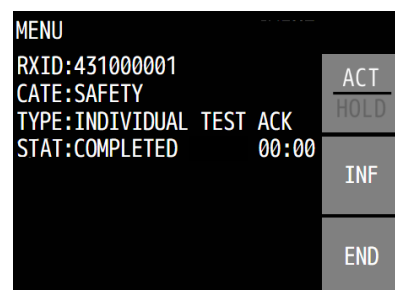 MENU
RXID:431000001
CATE:SAFETY
TYPE:INDIVIDUAL TEST ACK
STAT:COMPLETED 00:00
ACT
HOLD
INF
END